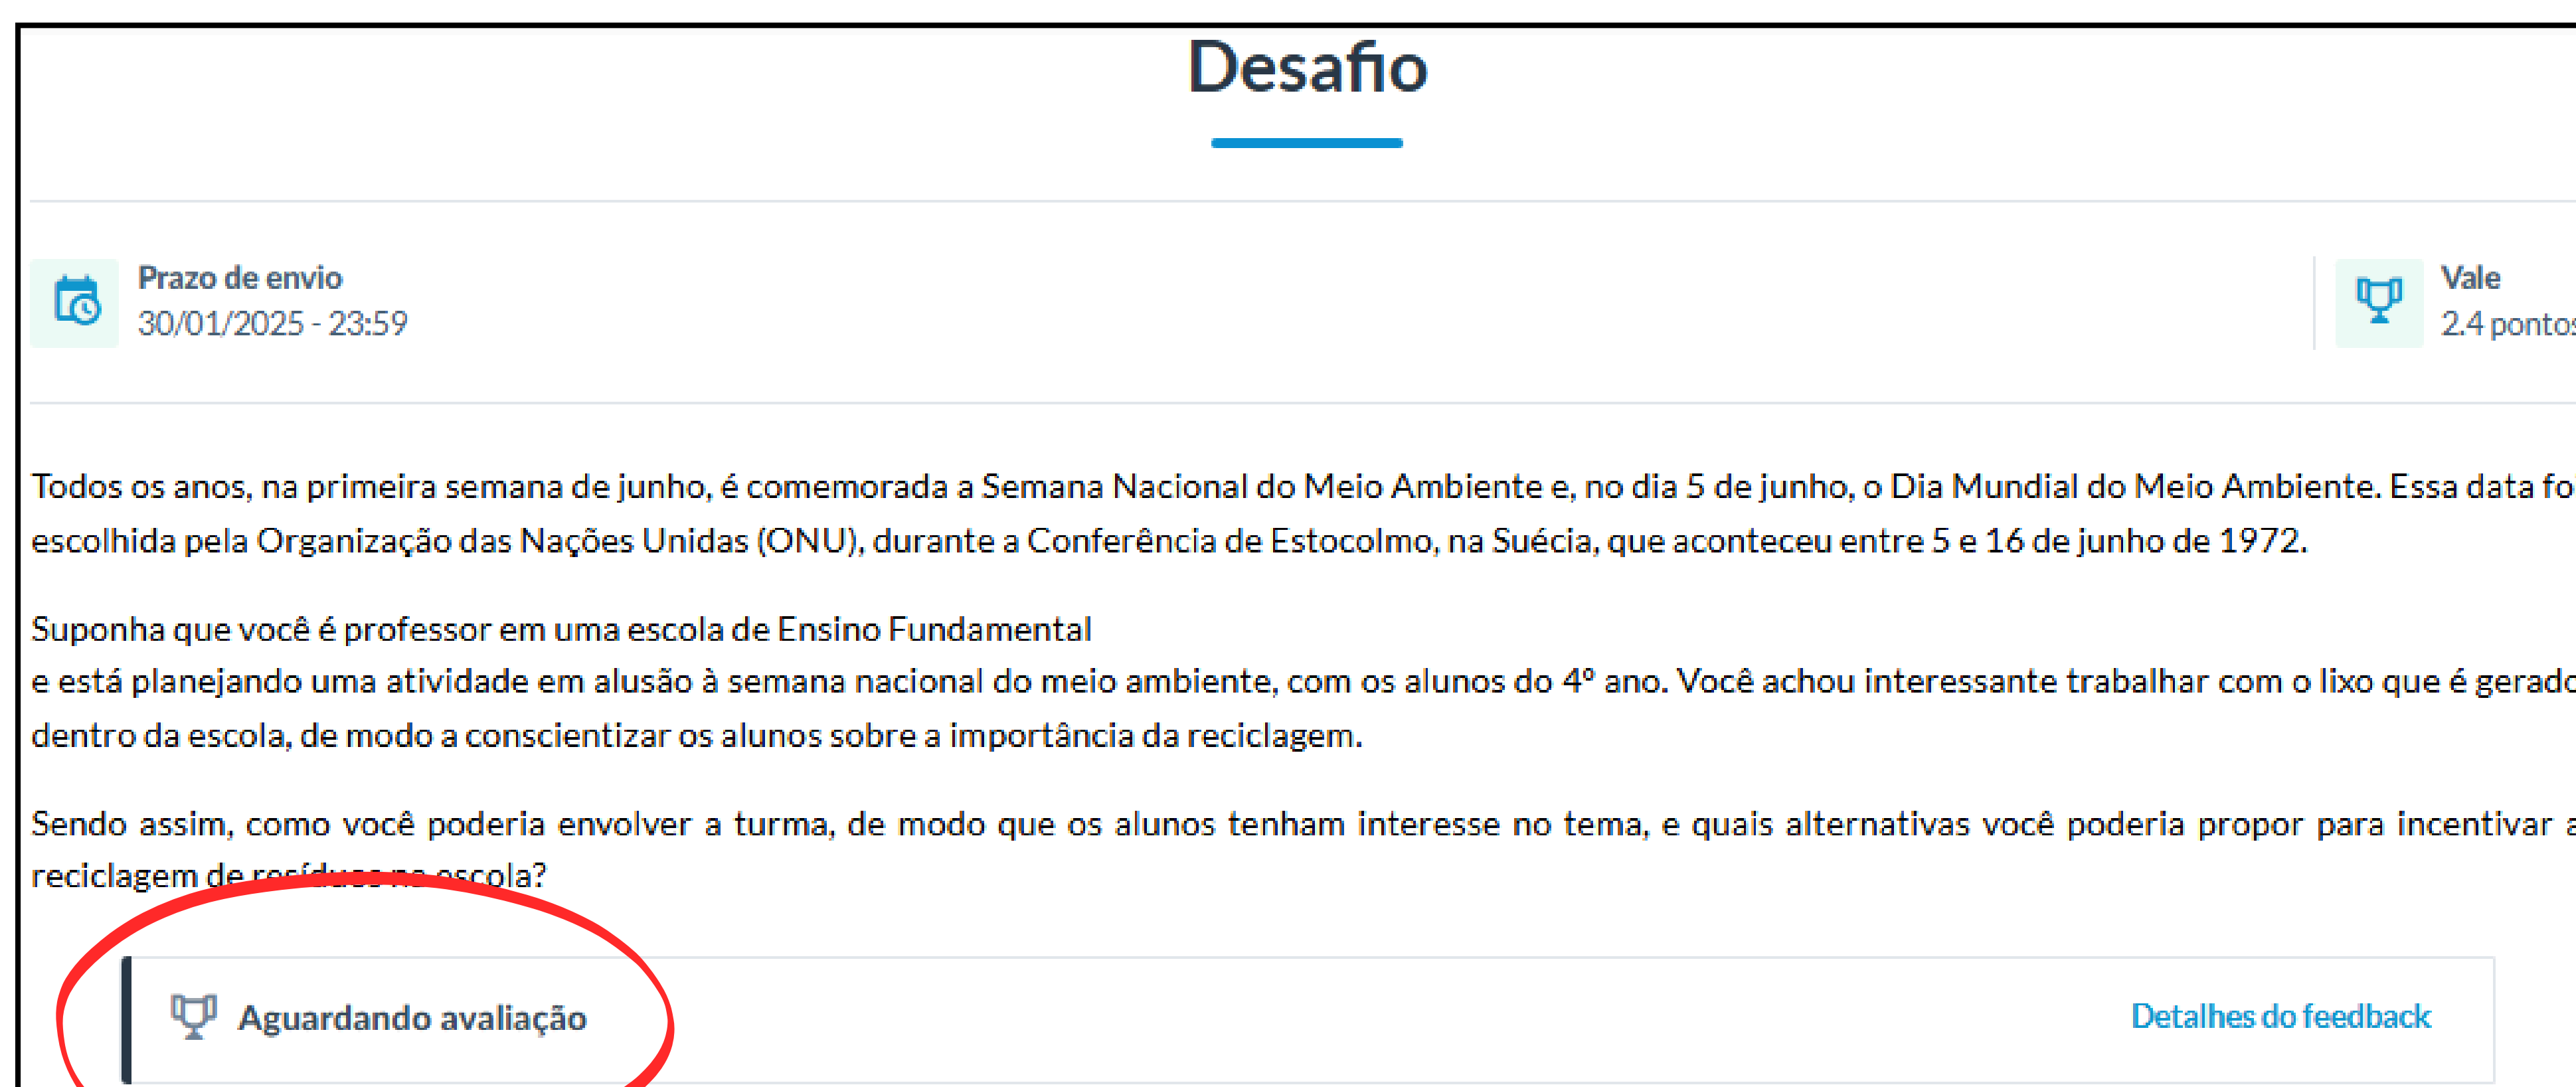 Desafio
Prazo de envio
30/01/2025 - 23:59
Vale
2.4 pontos
Todos os anos, na primeira semana de junho, é comemorada a Semana Nacional do Meio Ambiente e, no dia 5 de junho, o Dia Mundial do Meio Ambiente. Essa data fo
escolhida pela Organização das Nações Unidas (ONU), durante a Conferência de Estocolmo, na Suécia, que aconteceu entre 5 e 16 de junho de 1972.
Suponha que você é professor em uma escola de Ensino Fundamental
e está planejando uma atividade em alusão à semana nacional do meio ambiente, com os alunos do 4º ano. Você achou interessante trabalhar com o lixo que é gerado
dentro da escola, de modo a conscientizar os alunos sobre a importância da reciclagem.
Sendo assim, como você poderia envolver a turma, de modo que os alunos tenham interesse no tema, e quais alternativas você poderia propor para incentivar a
reciclagem de resíduos na escola?
Aguardando avaliação
Detalhes do feedback